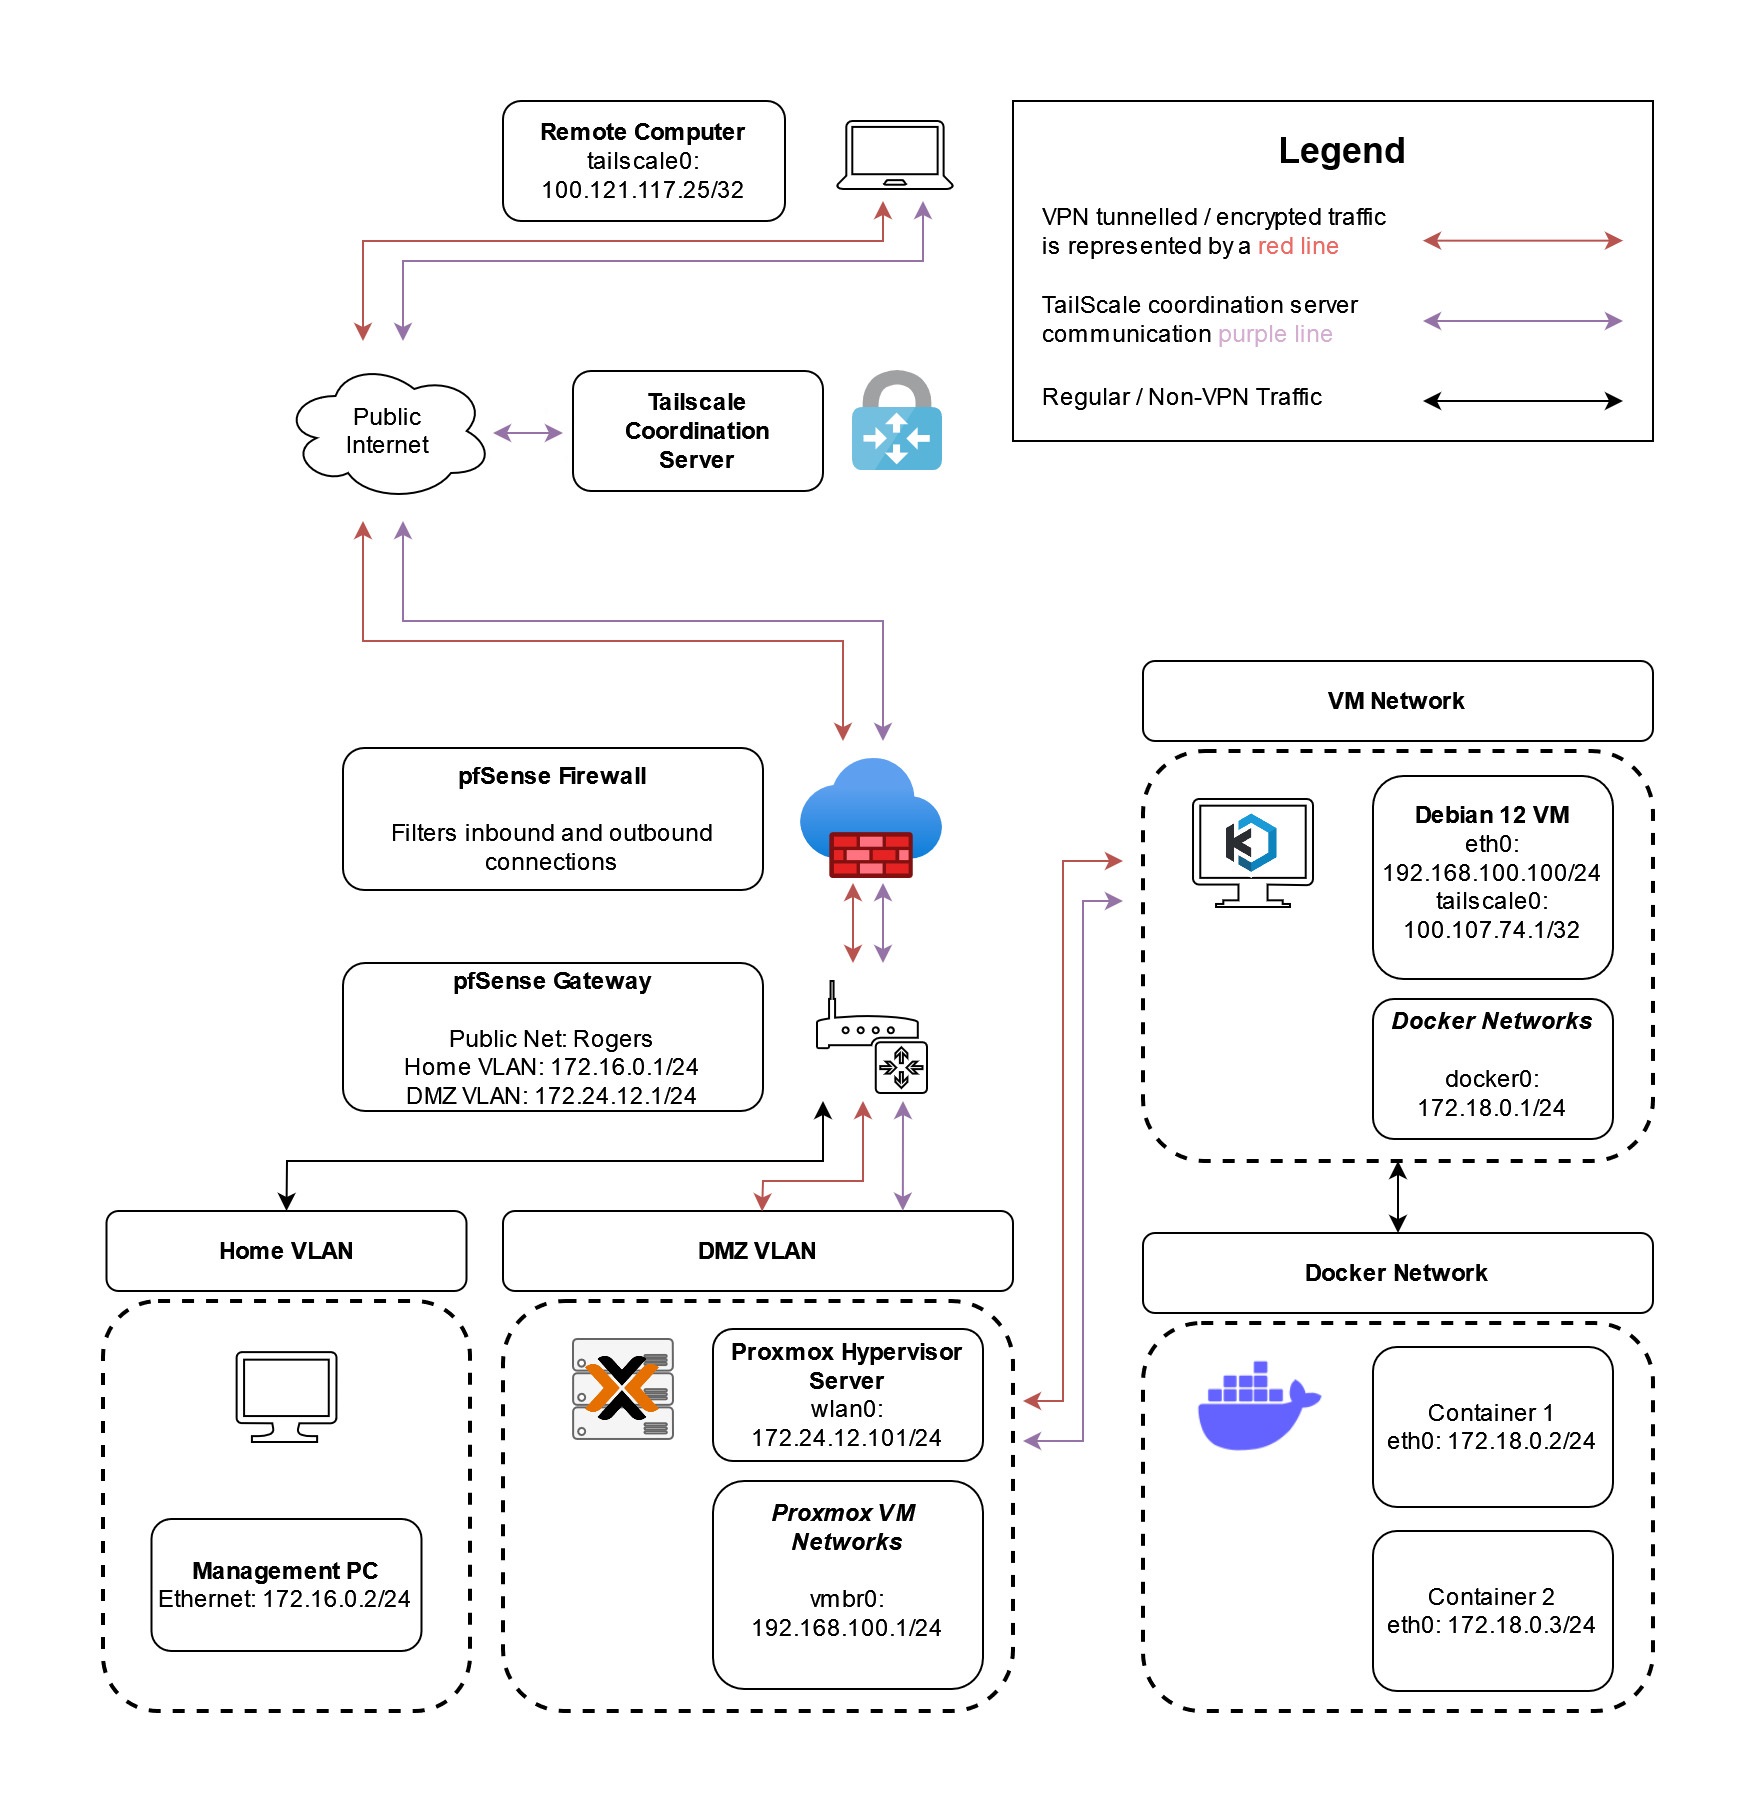 Remote Computer
tailscale0:
100.121.117.25/32
Legend
VPN tunnelled / encrypted traffic
is represented by a red line
TailScale coordination server
communication purple line
Regular / Non-VPN Traffic
Public
Internet
Tailscale
Coordination
Server
pfSense Firewall
Filters inbound and outbound
connections
pfSense Gateway
Public Net: Rogers
Home VLAN: 172.16.0.1/24
DMZ VLAN: 172.24.12.1/24
VM Network
Debian 12 VM
eth0:
192.168.100.100/24
tailscale0:
100.107.74.1/32
Docker Networks
docker0:
172.18.0.1/24
Home VLAN
Management PC
Ethernet: 172.16.0.2/24
DMZ VLAN
Proxmox Hypervisor
Server
wlan0:
172.24.12.101/24
Proxmox VM
Networks
vmbr0:
192.168.100.1/24
Docker Network
Container 1
eth0: 172.18.0.2/24
Container 2
eth0: 172.18.0.3/24